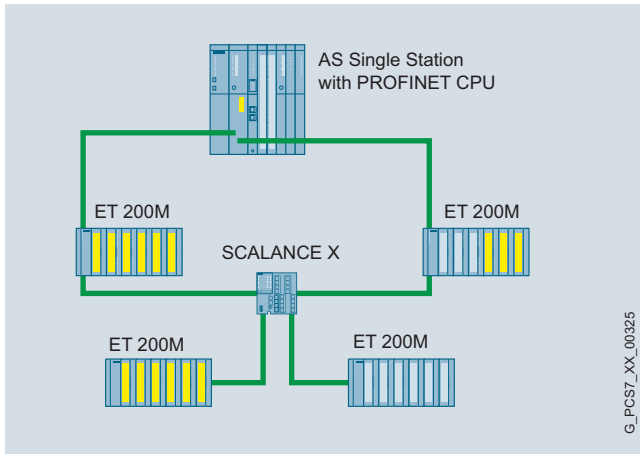 AS Single Station
with PROFINET CPU
ET 200M
ET 200M
SCALANCE X
ET 200M
ET 200M
G_PCS7_XX_00325